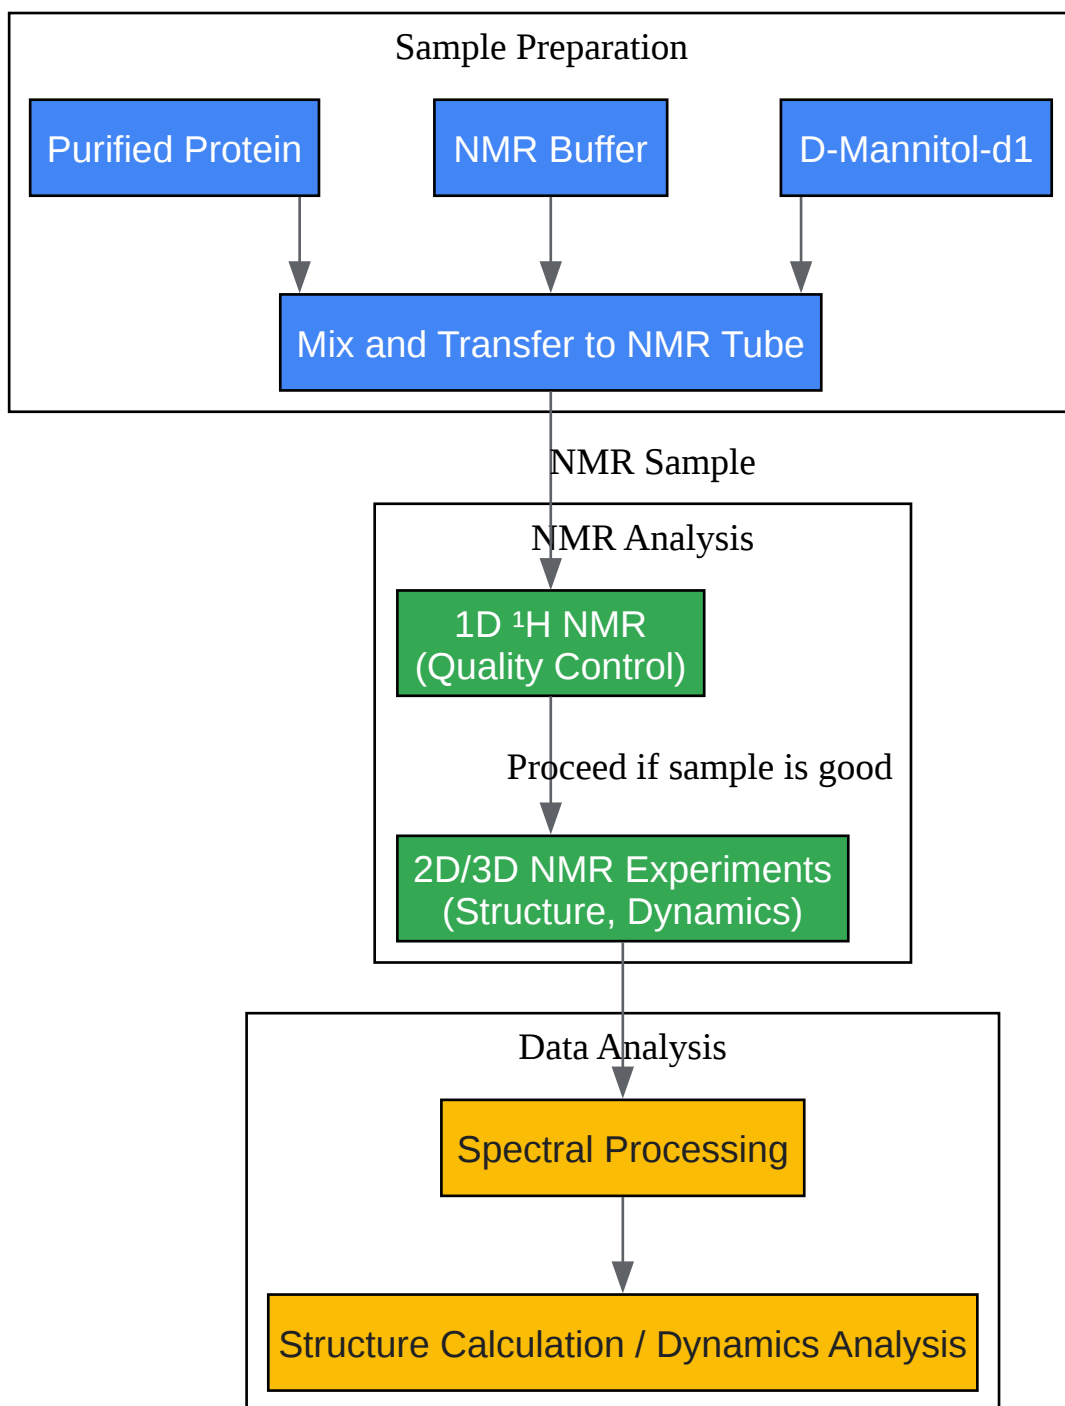 Sample Preparation
Purified Protein
NMR Buffer
D-Mannitol-d1
Mix and Transfer to NMR Tube
NMR Sample
NMR Analysis
1D ¹H NMR
(Quality Control)
Proceed if sample is good
2D/3D NMR Experiments
(Structure, Dynamics)
Data Analysis
Spectral Processing
Structure Calculation / Dynamics Analysis